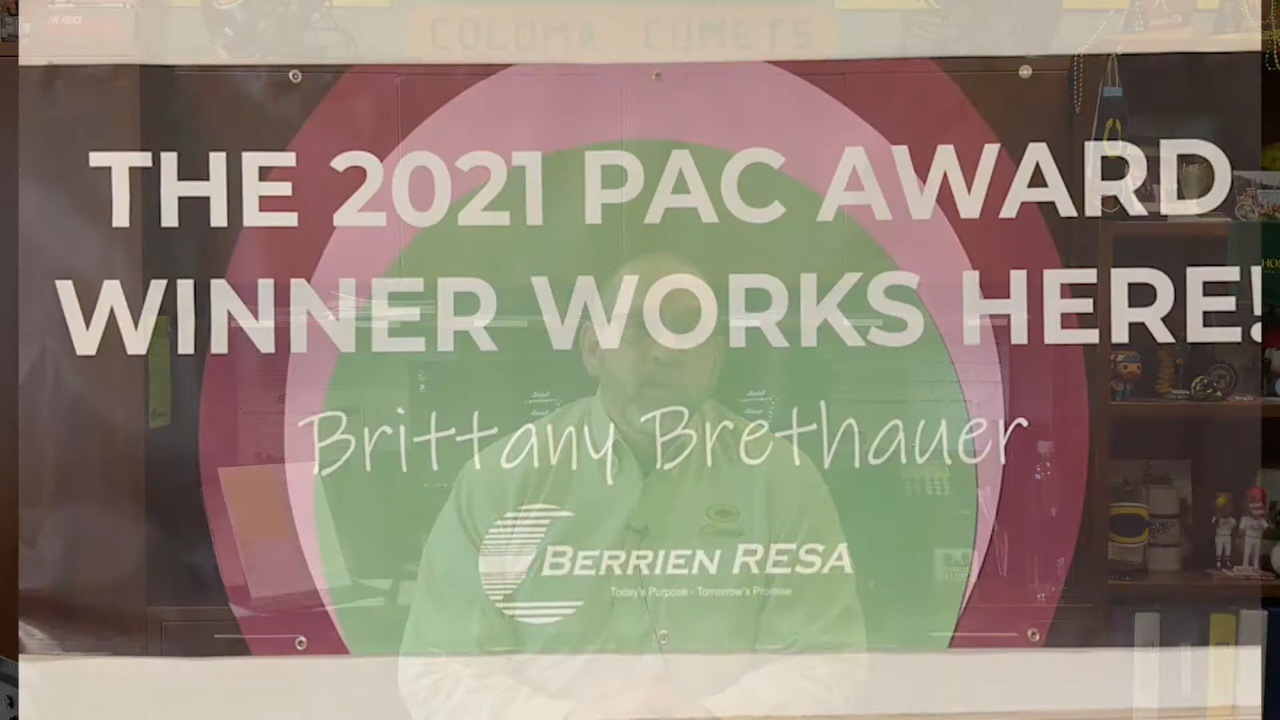 COLOMA COMETS
THE 2021 PAC AWARD
WINNER WORKS HERE!
Brittany Brethauer
BERRIEN RESA
Today's Purpose - Tomorrow's Promise